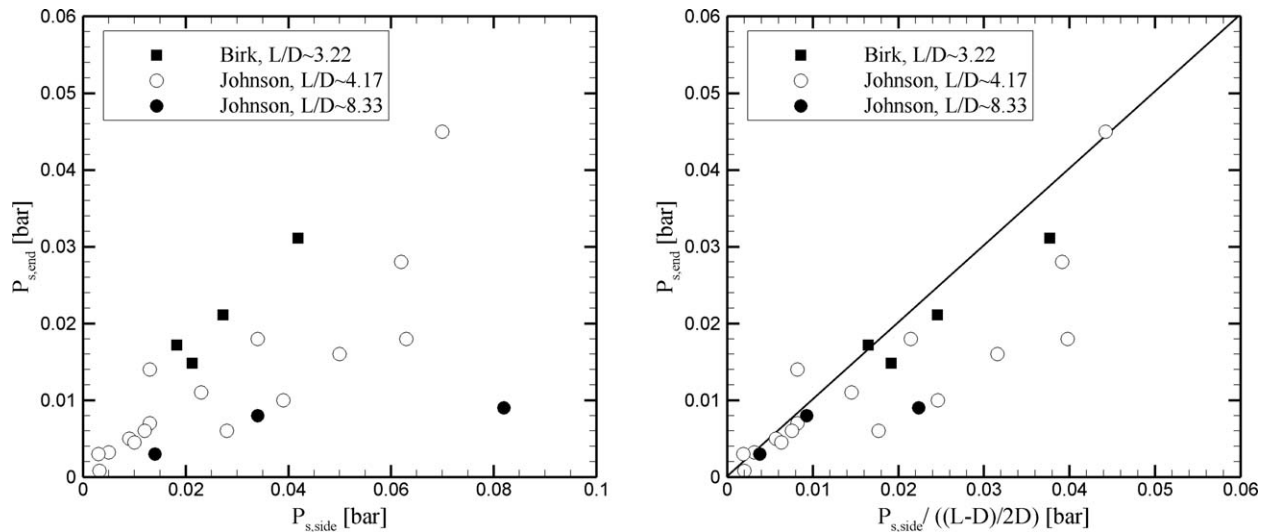 Birk, L/D~3.22
Johnson, L/D~4.17
Johnson, L/D~8.33
P_s,end [bar]
0.06
0.05
0.04
0.03
0.02
0.01
0
0 0.02 0.04 0.06 0.08 0.1
P_s,side [bar]
Birk, L/D~3.22
Johnson, L/D~4.17
Johnson, L/D~8.33
P_s,end [bar]
0.06
0.05
0.04
0.03
0.02
0.01
0
0 0.01 0.02 0.03 0.04 0.05 0.06
P_s,side/ ((L-D)/2D) [bar]